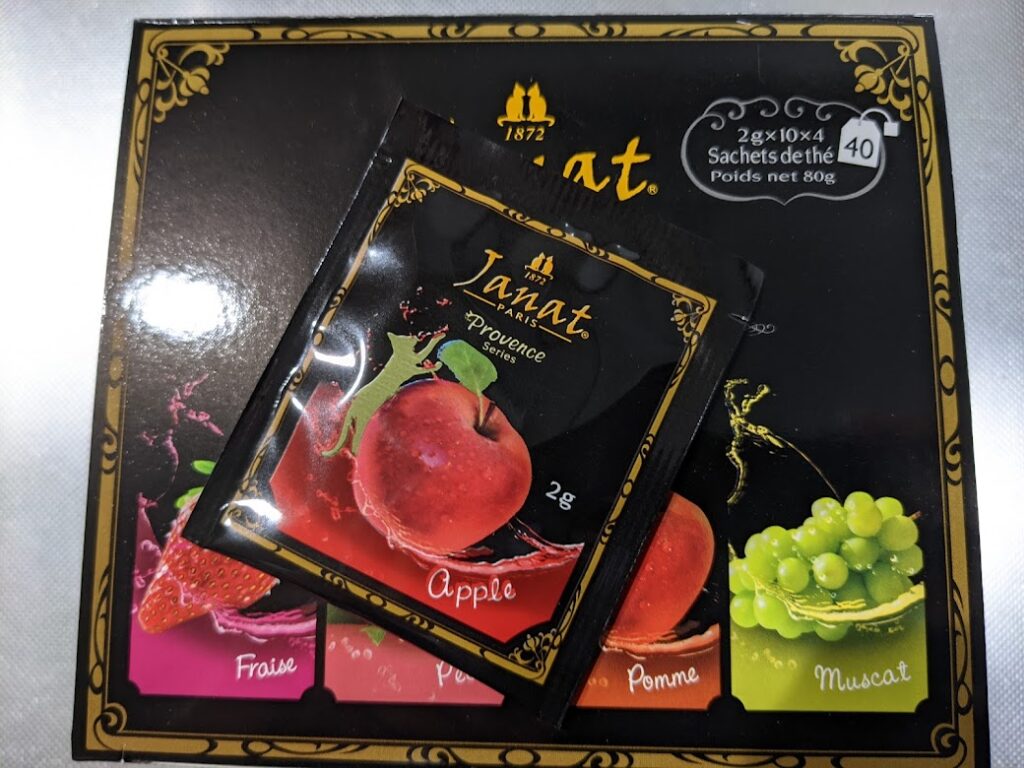 1872
nat®
2g×10×4
Sachets de thé
Poids net 80g
40
1872
Janat®
PARIS
Provence
Series
2g
Apple
Fraise
Pomme
Muscat